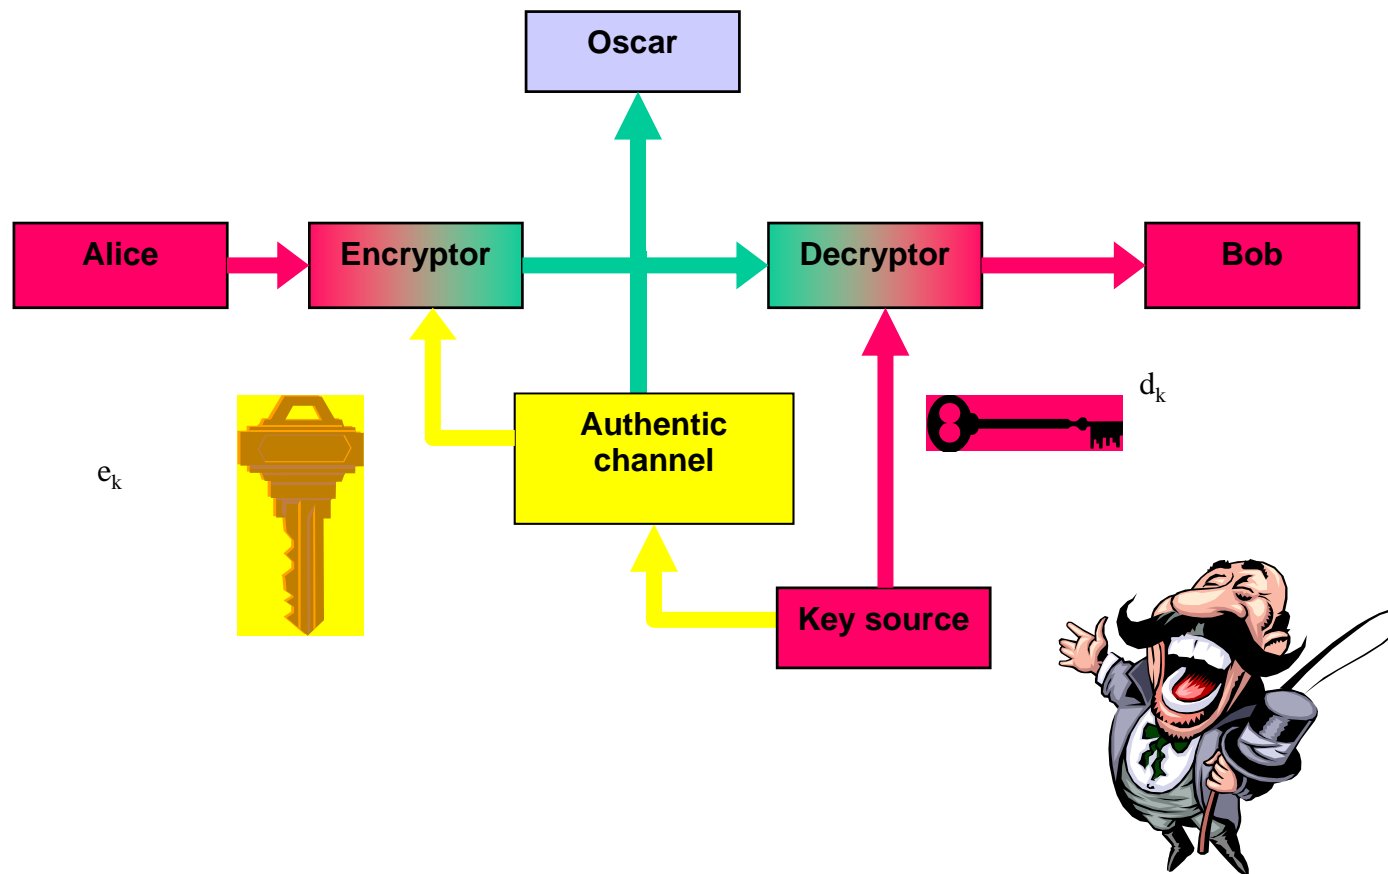 Oscar
Alice
Encryptor
Decryptor
Bob
d_k
Authentic
channel
e_k
Key source